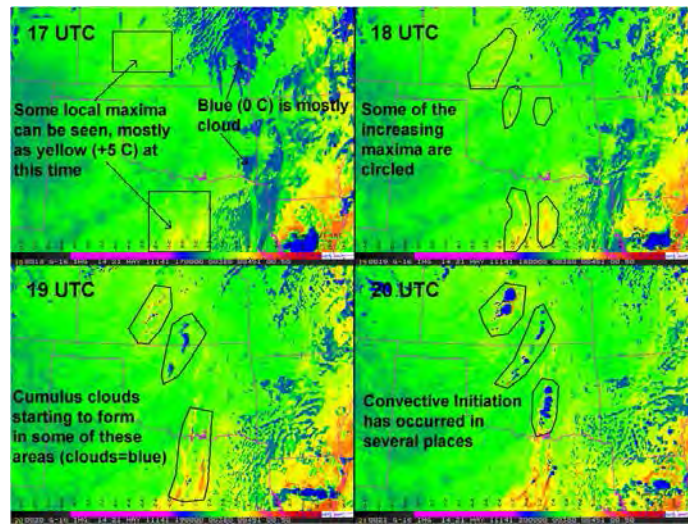 17 UTC
Some local maxima
can be seen, mostly
as yellow (+5 C) at
this time
Blue (0 C) is mostly
cloud
18 UTC
Some of the
increasing
maxima are
circled
19 UTC
Cumulus clouds
starting to form
in some of these
areas (clouds=blue)
20 UTC
Convective Initiation
has occurred in
several places